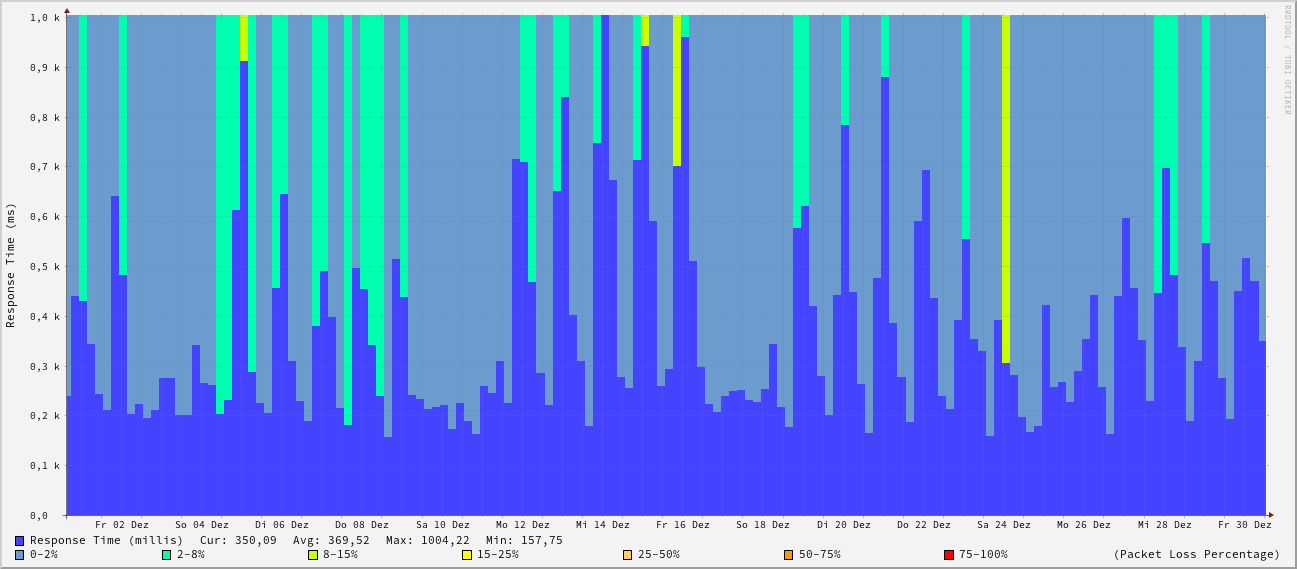 RRDTOOL / TOBI OETIKER
1,0 k
0,9 k
0,8 k
0,7 k
0,6 k
0,5 k
0,4 k
0,3 k
0,2 k
0,1 k
0,0
Response Time (ms)
Fr 02 Dez So 04 Dez Di 06 Dez Do 08 Dez Sa 10 Dez Mo 12 Dez Mi 14 Dez Fr 16 Dez So 18 Dez Di 20 Dez Do 22 Dez Sa 24 Dez Mo 26 Dez Mi 28 Dez Fr 30 Dez
Response Time (millis) Cur: 350,09 Avg: 369,52 Max: 1004,22 Min: 157,75
0-2% 2-8% 8-15% 15-25% 25-50% 50-75% 75-100% (Packet Loss Percentage)